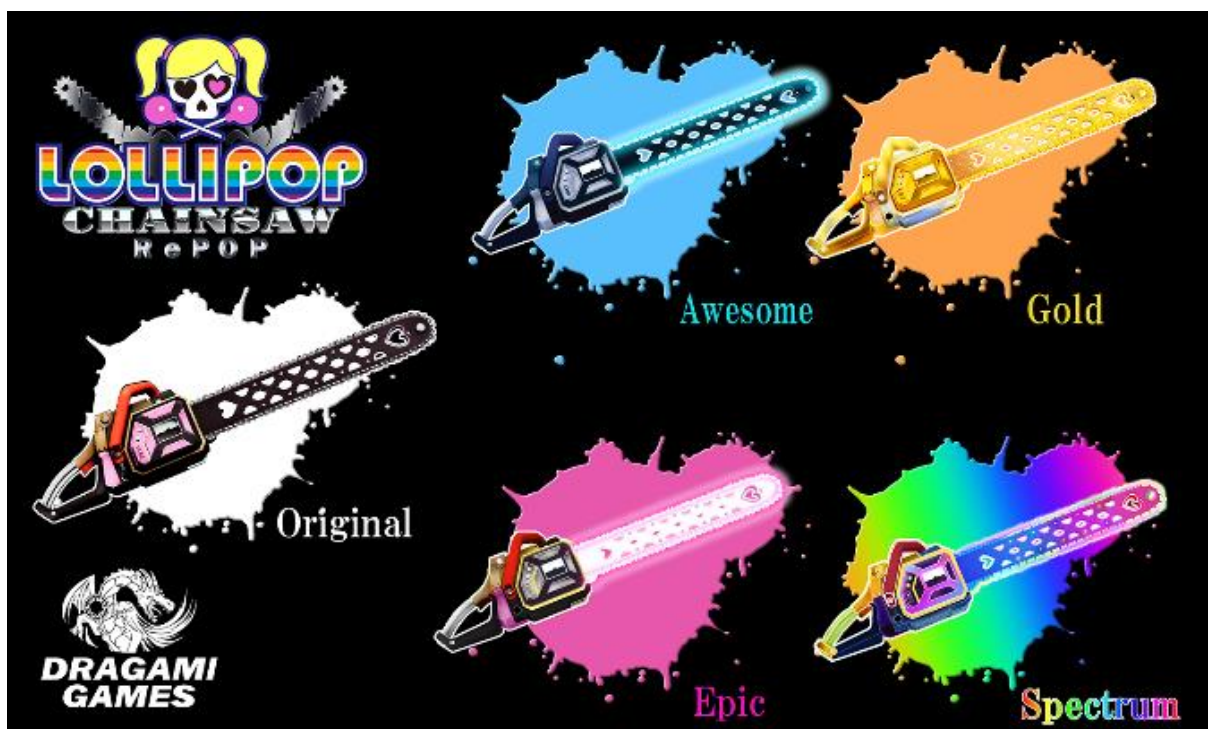 LOLLIPOP
CHAINSAW
RePOP
Awesome
Gold
Original
Epic
Spectrum
DRAGAMI
GAMES